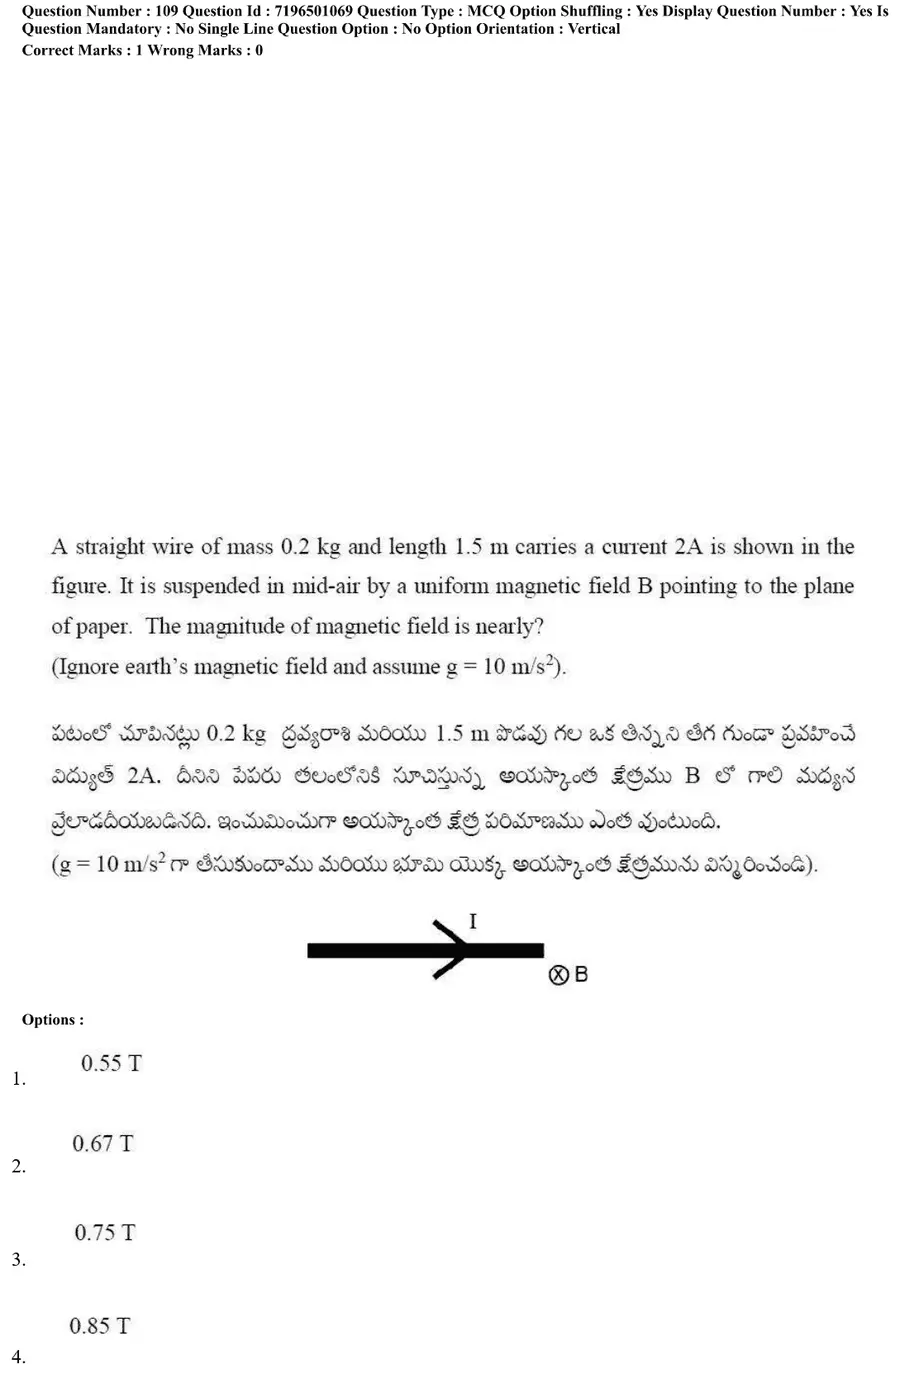 Question Number : 109 Question Id : 7196501069 Question Type : MCQ Option Shuffling : Yes Display Question Number : Yes Is
Question Mandatory : No Single Line Question Option : No Option Orientation : Vertical
Correct Marks : 1 Wrong Marks : 0
A straight wire of mass 0.2 kg and length 1.5 m carries a current 2A is shown in the
figure. It is suspended in mid-air by a uniform magnetic field B pointing to the plane
of paper. The magnitude of magnetic field is nearly?
(Ignore earth's magnetic field and assume g = 10 m/s²).
పటంలో చూపినట్లు 0.2 kg ద్రవ్యరాశి మరియు 1.5 m పొడవు గల ఒక తిన్నని తీగ గుండా ప్రవహించే
విద్యుత్ 2A. దీనిని పేపరు తలంలోనికి సూచిస్తున్న అయస్కాంత క్షేత్రము B లో గాలి మధ్యన
వ్రేలాడదీయబడినది. ఇంచుమించుగా అయస్కాంత క్షేత్ర పరిమాణము ఎంత వుంటుంది.
(g = 10 m/s² గా తీసుకుందాము మరియు భూమి యొక్క అయస్కాంత క్షేత్రమును విస్మరించండి).
I
B
Options :
1. 0.55 T
2. 0.67 T
3. 0.75 T
4. 0.85 T